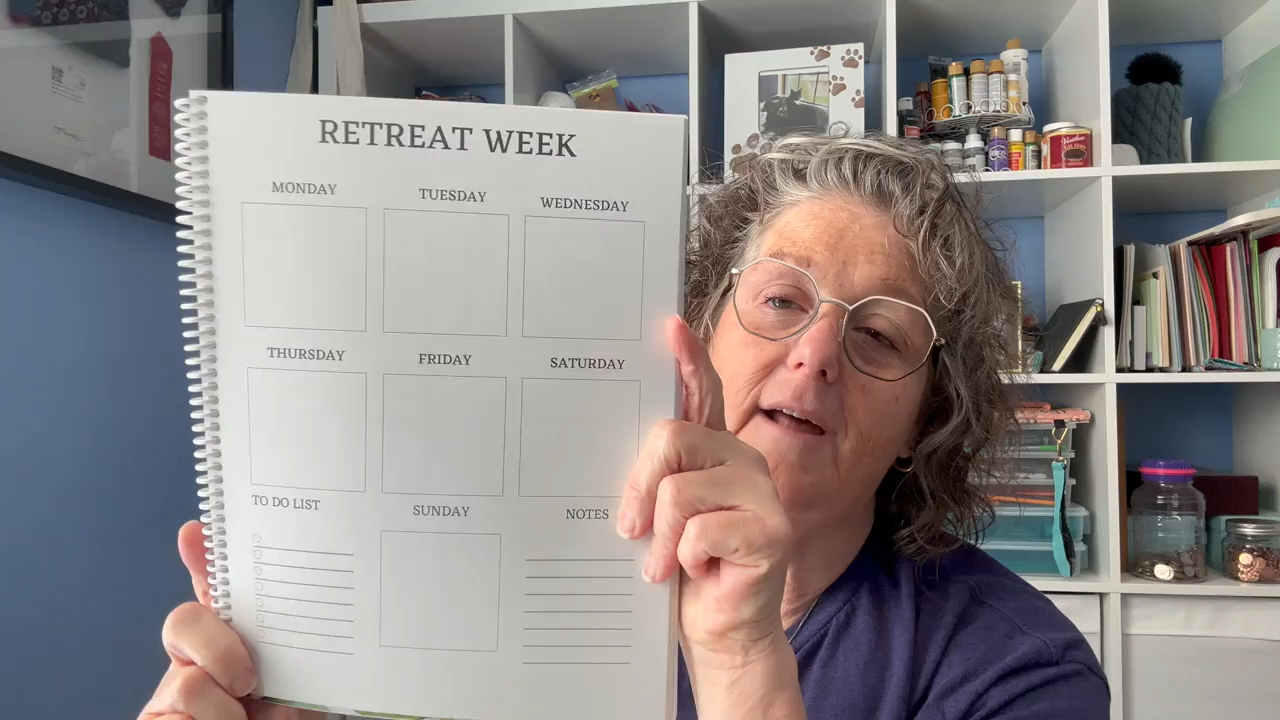 RETREAT WEEK
MONDAY TUESDAY WEDNESDAY
THURSDAY FRIDAY SATURDAY
TO DO LIST SUNDAY NOTES